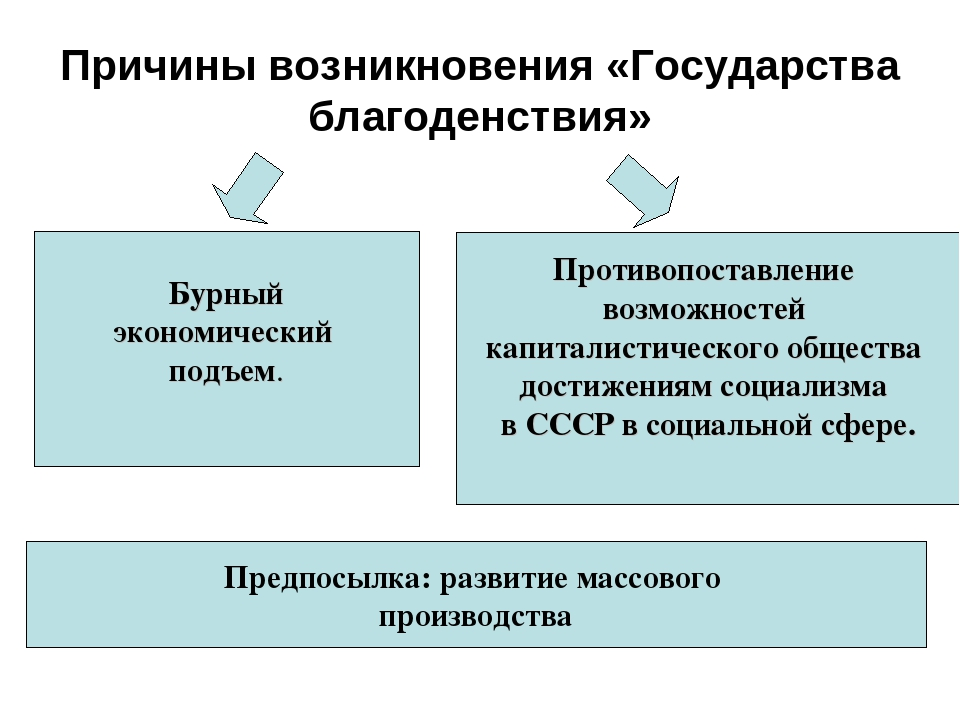 Причины возникновения «Государства
благоденствия»
Бурный
экономический
подъем.
Противопоставление
возможностей
капиталистического общества
достижениям социализма
в СССР в социальной сфере.
Предпосылка: развитие массового
производства